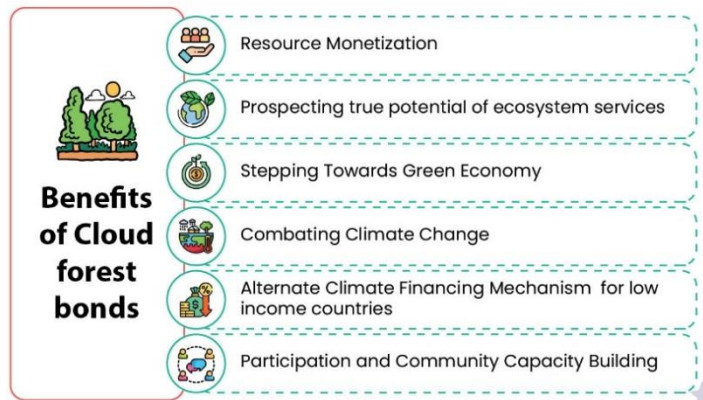 Benefits
of Cloud
forest
bonds
Resource Monetization
Prospecting true potential of ecosystem services
Stepping Towards Green Economy
Combating Climate Change
Alternate Climate Financing Mechanism for low
income countries
Participation and Community Capacity Building